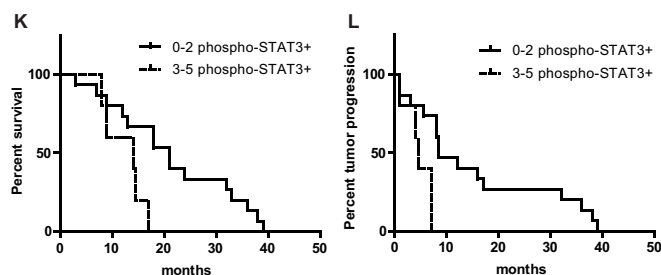 K
0-2 phospho-STAT3+
3-5 phospho-STAT3+
Percent survival
100
50
0
0 10 20 30 40 50
months
L
0-2 phospho-STAT3+
3-5 phospho-STAT3+
Percent tumor progression
100
50
0
0 10 20 30 40 50
months